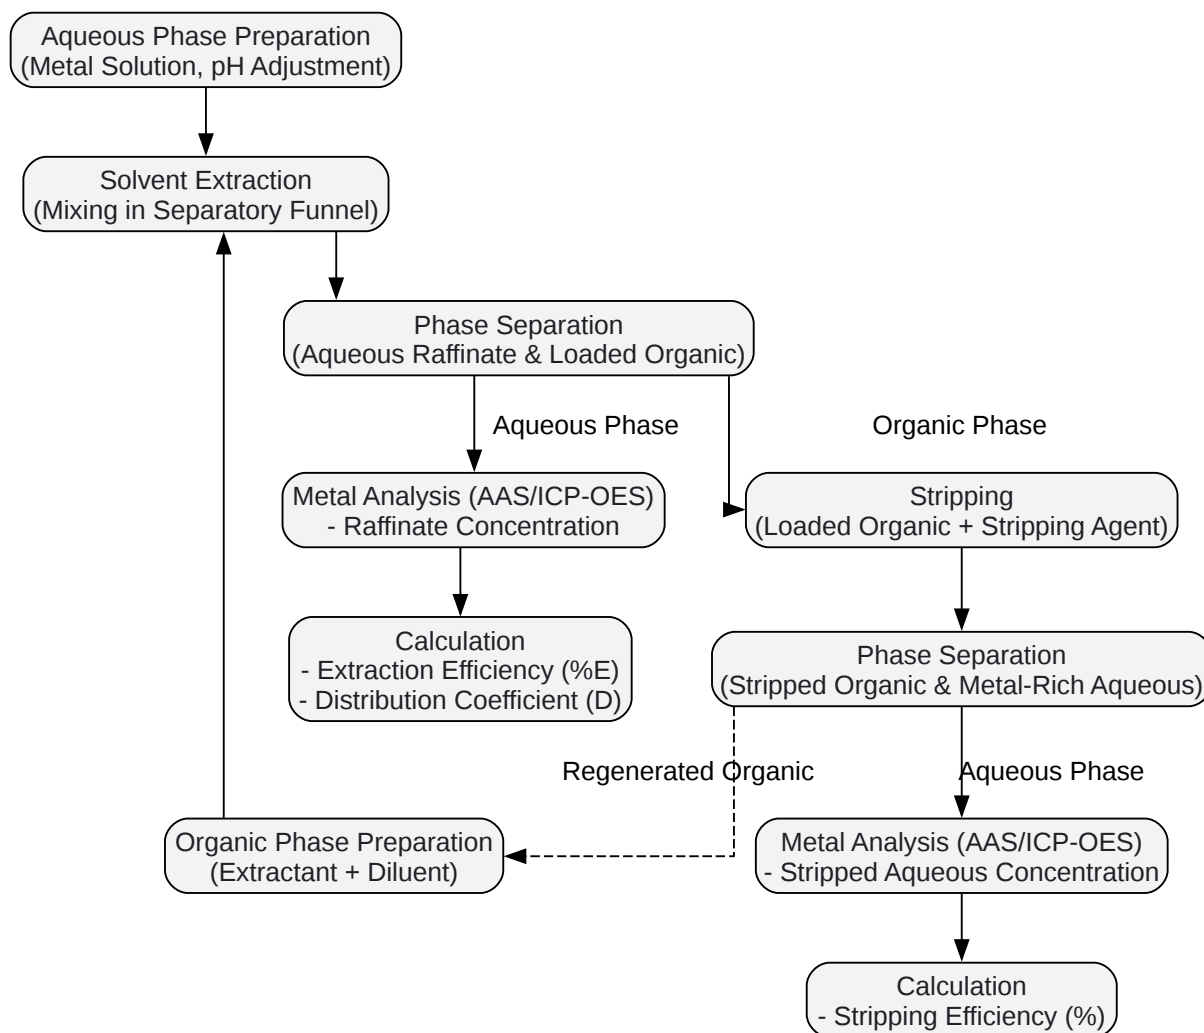 Aqueous Phase Preparation
(Metal Solution, pH Adjustment)
Solvent Extraction
(Mixing in Separatory Funnel)
Phase Separation
(Aqueous Raffinate & Loaded Organic)
Aqueous Phase
Organic Phase
Metal Analysis (AAS/ICP-OES)
- Raffinate Concentration
Stripping
(Loaded Organic + Stripping Agent)
Calculation
- Extraction Efficiency (%E)
- Distribution Coefficient (D)
Phase Separation
(Stripped Organic & Metal-Rich Aqueous)
Regenerated Organic
Aqueous Phase
Organic Phase Preparation
(Extractant + Diluent)
Metal Analysis (AAS/ICP-OES)
- Stripped Aqueous Concentration
Calculation
- Stripping Efficiency (%)